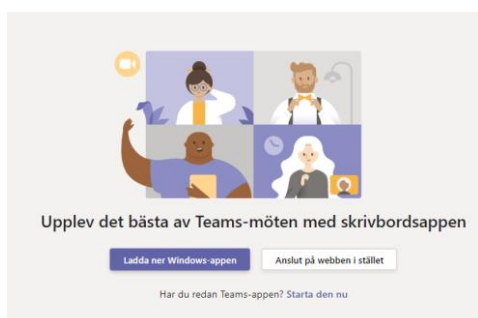 Upplev det bästa av Teams-möten med skrivbordsappen
Ladda ner Windows-appen
Anslut på webben i stället
Har du redan Teams-appen? Starta den nu